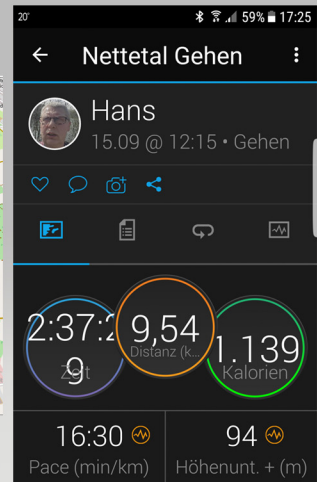 20° 59% 17:25
Nettetal Gehen
Hans
15.09 @ 12:15 • Gehen
2:37:2
9
Zeit
9,54
Distanz (k...
1.139
Kalorien
16:30
Pace (min/km)
94
Höhenunt. + (m)